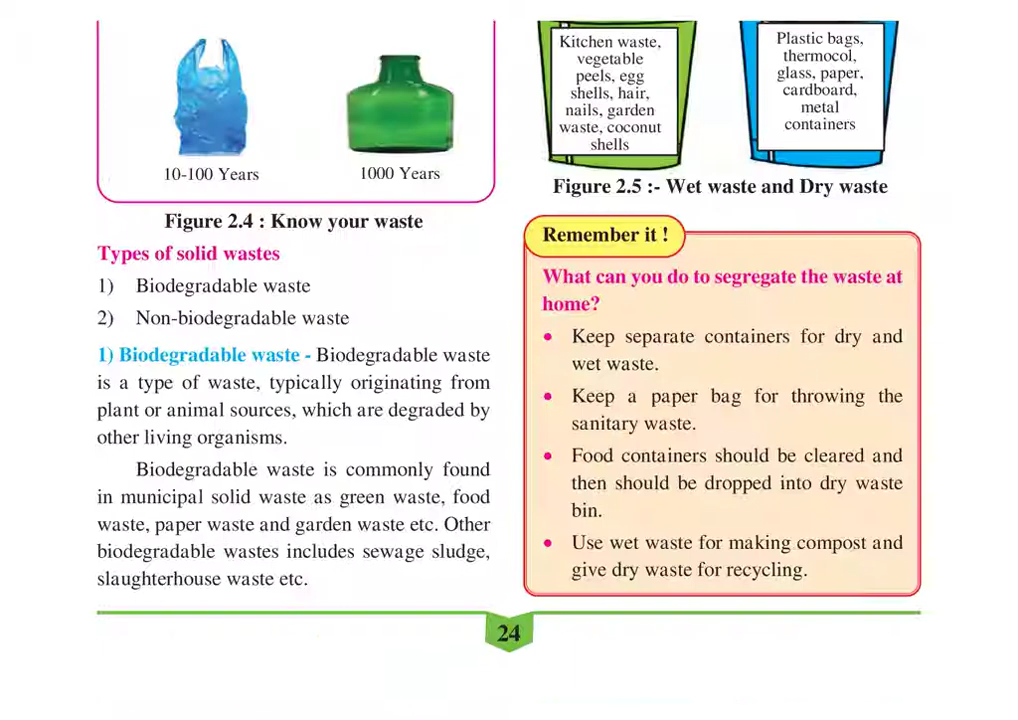 10-100 Years
1000 Years
Figure 2.4 : Know your waste
Types of solid wastes
1) Biodegradable waste
2) Non-biodegradable waste
1) Biodegradable waste - Biodegradable waste
is a type of waste, typically originating from
plant or animal sources, which are degraded by
other living organisms.
Biodegradable waste is commonly found
in municipal solid waste as green waste, food
waste, paper waste and garden waste etc. Other
biodegradable wastes includes sewage sludge,
slaughterhouse waste etc.
Kitchen waste,
vegetable
peels, egg
shells, hair,
nails, garden
waste, coconut
shells
Plastic bags,
thermocol,
glass, paper,
cardboard,
metal
containers
Figure 2.5 :- Wet waste and Dry waste
Remember it !
What can you do to segregate the waste at
home?
• Keep separate containers for dry and
wet waste.
• Keep a paper bag for throwing the
sanitary waste.
• Food containers should be cleared and
then should be dropped into dry waste
bin.
• Use wet waste for making compost and
give dry waste for recycling.
24